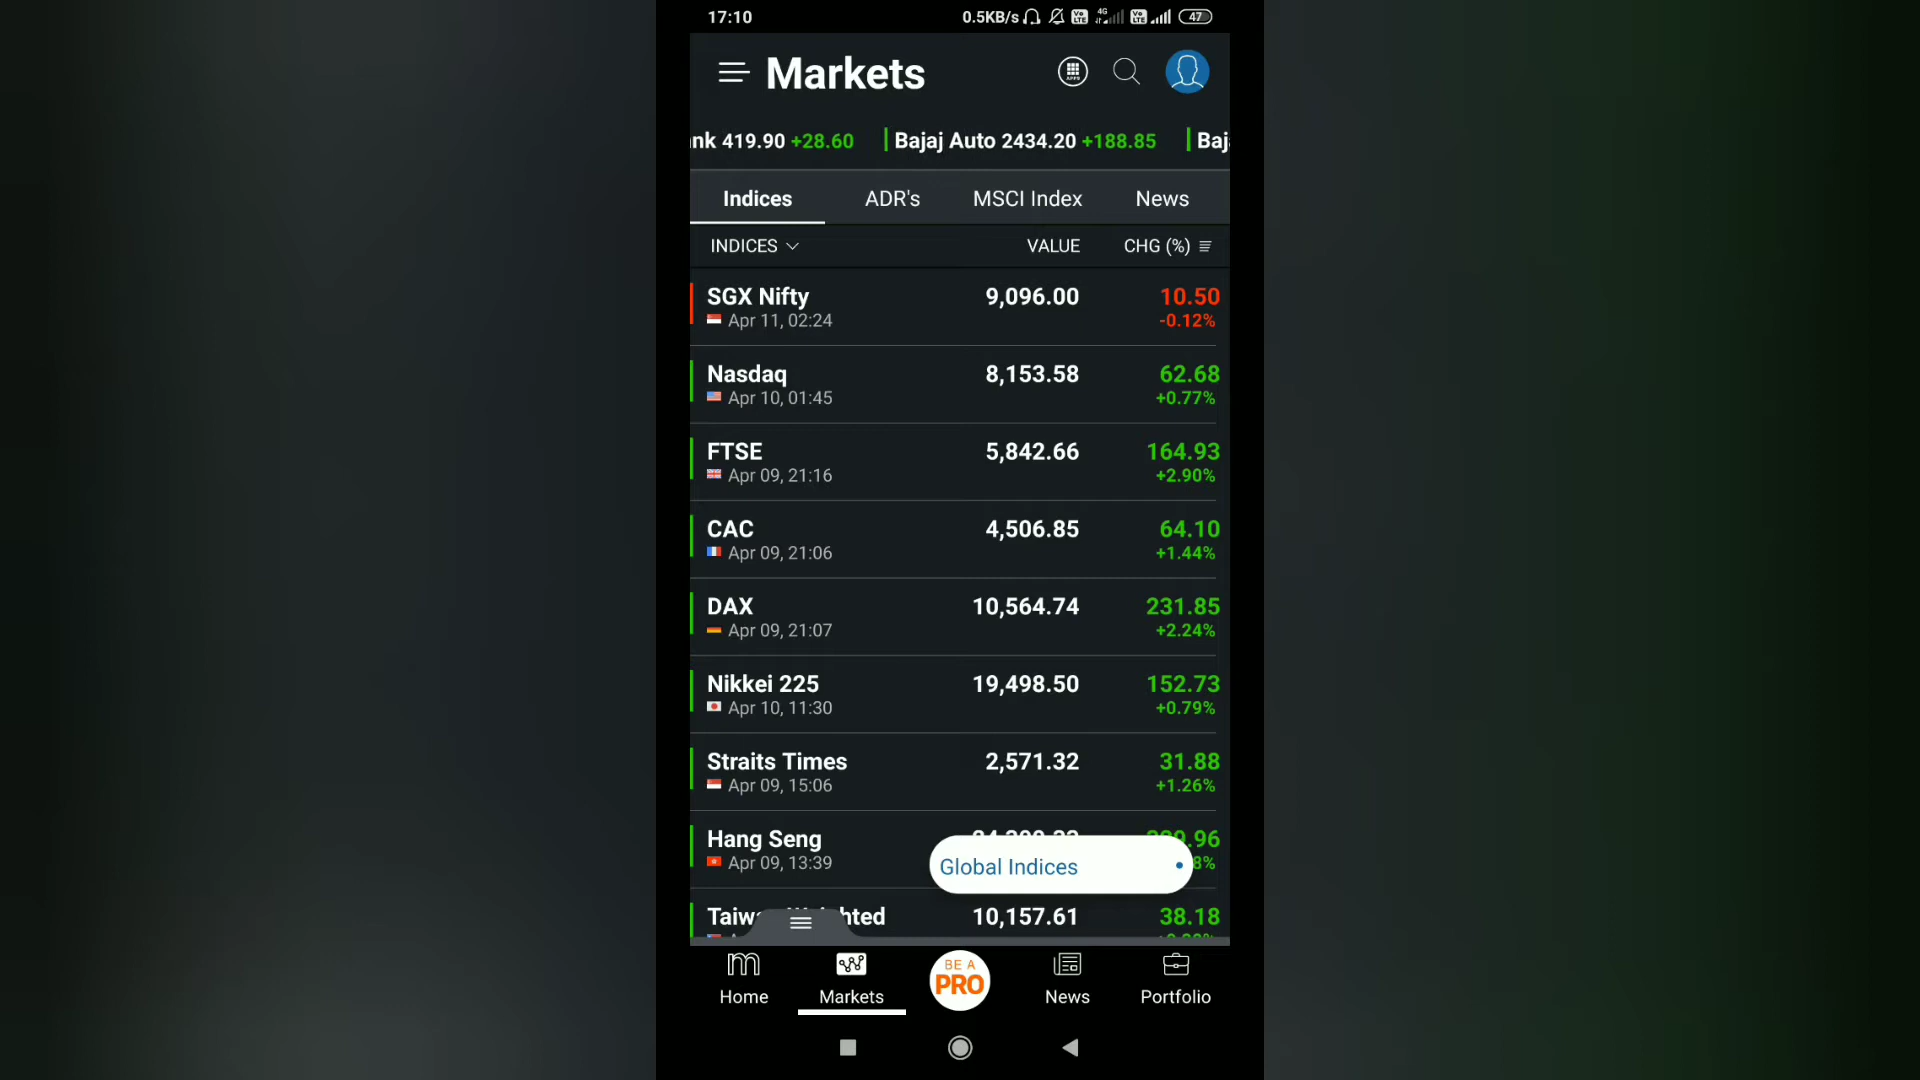 17:10 0.5KB/s 4G 47
Markets
nk 419.90 +28.60 Bajaj Auto 2434.20 +188.85 Baj
Indices ADR's MSCI Index News
INDICES VALUE CHG (%)
SGX Nifty 9,096.00 10.50
Apr 11, 02:24 -0.12%
Nasdaq 8,153.58 62.68
Apr 10, 01:45 +0.77%
FTSE 5,842.66 164.93
Apr 09, 21:16 +2.90%
CAC 4,506.85 64.10
Apr 09, 21:06 +1.44%
DAX 10,564.74 231.85
Apr 09, 21:07 +2.24%
Nikkei 225 19,498.50 152.73
Apr 10, 11:30 +0.79%
Straits Times 2,571.32 31.88
Apr 09, 15:06 +1.26%
Hang Seng .96
Apr 09, 13:39 8%
Global Indices
Taiw hted 10,157.61 38.18
BE A
PRO
Home Markets News Portfolio